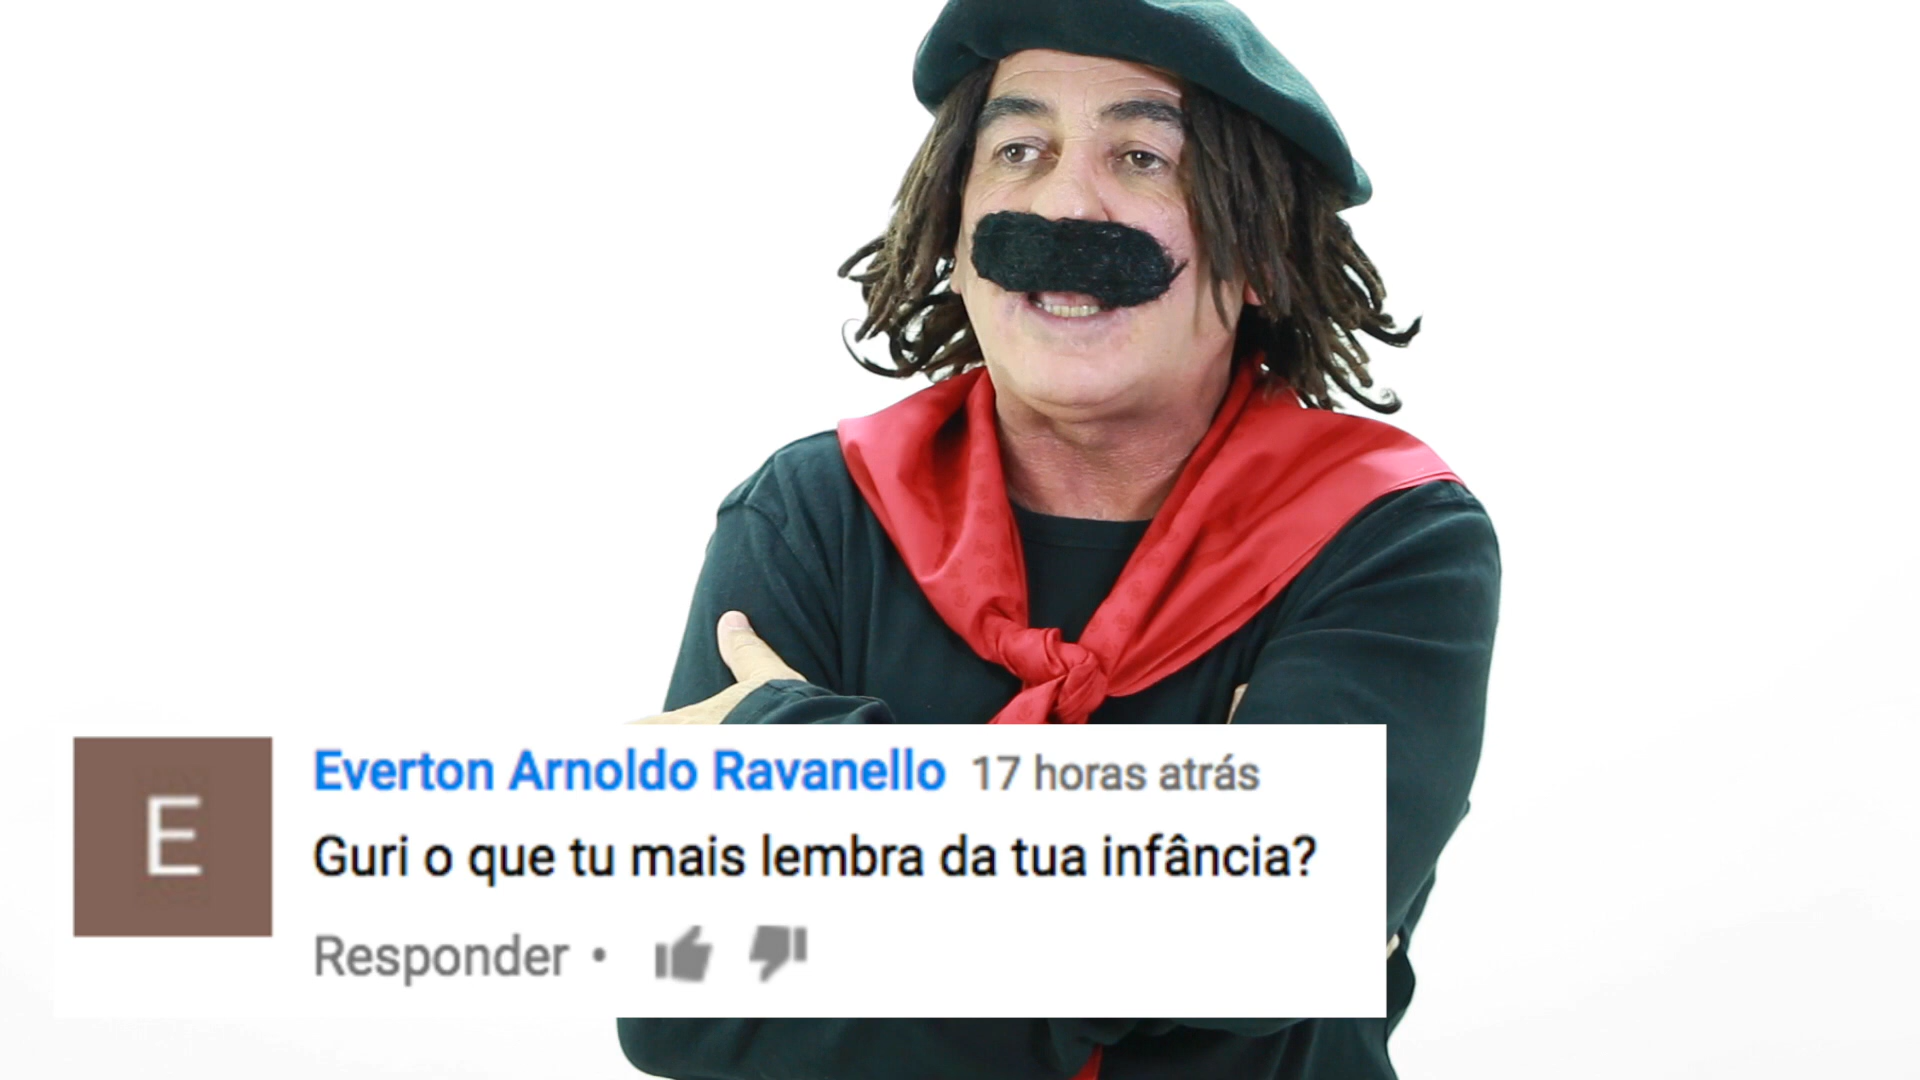 E
Everton Arnoldo Ravanello 17 horas atrás
Guri o que tu mais lembra da tua infância?
Responder •